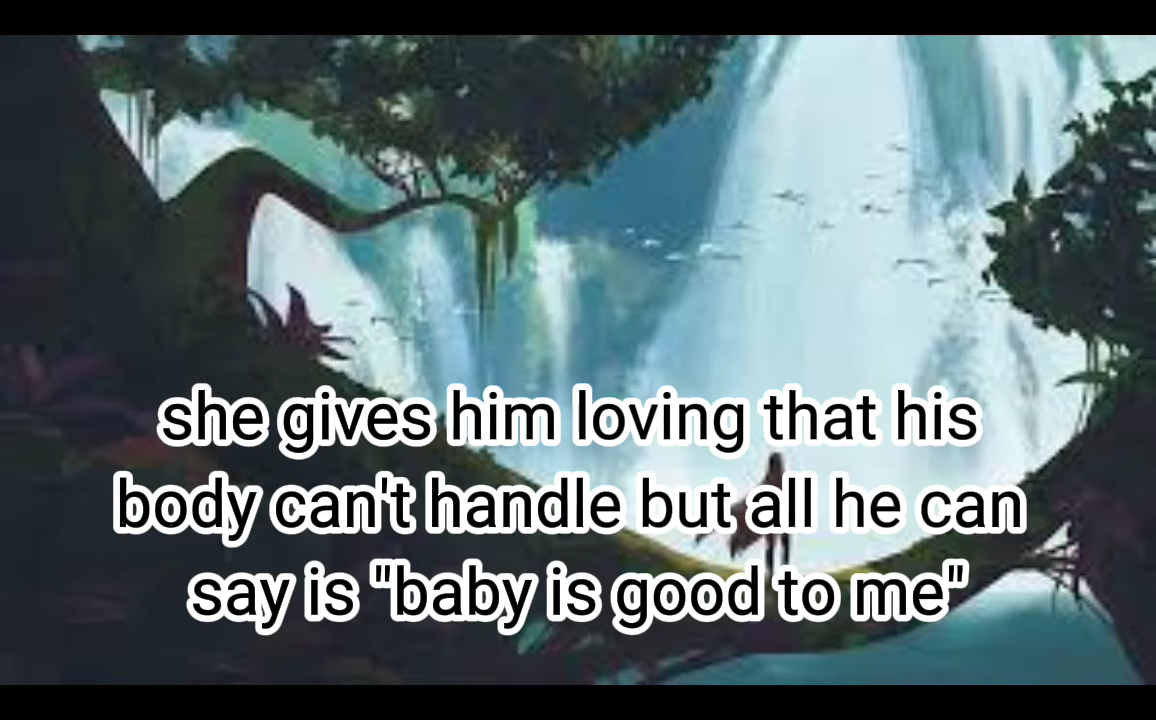 she gives him loving that his
body can't handle but all he can
say is "baby is good to me"